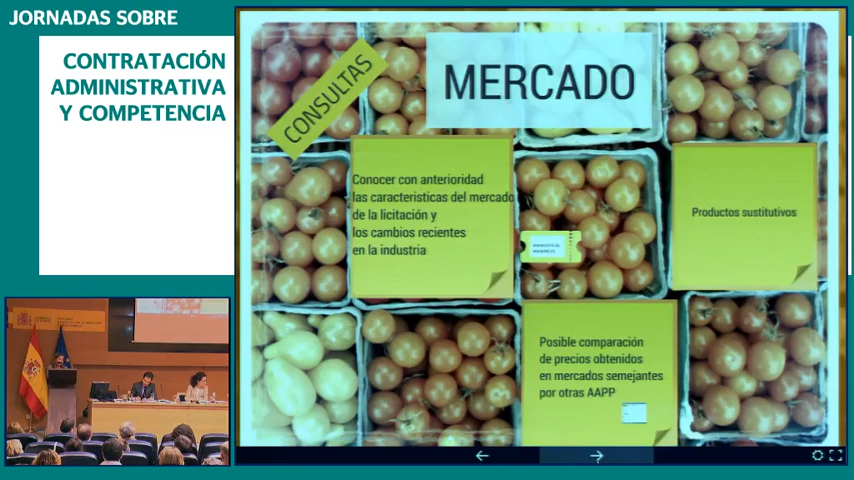 JORNADAS SOBRE
CONTRATACIÓN
ADMINISTRATIVA
Y COMPETENCIA
CONSULTAS
MERCADO
Conocer con anterioridad
las caracteristicas del mercado
de la licitación y
los cambios recientes
en la industria
Productos sustitutivos
Posible comparación
de precios obtenidos
en mercados semejantes
por otras AAPP